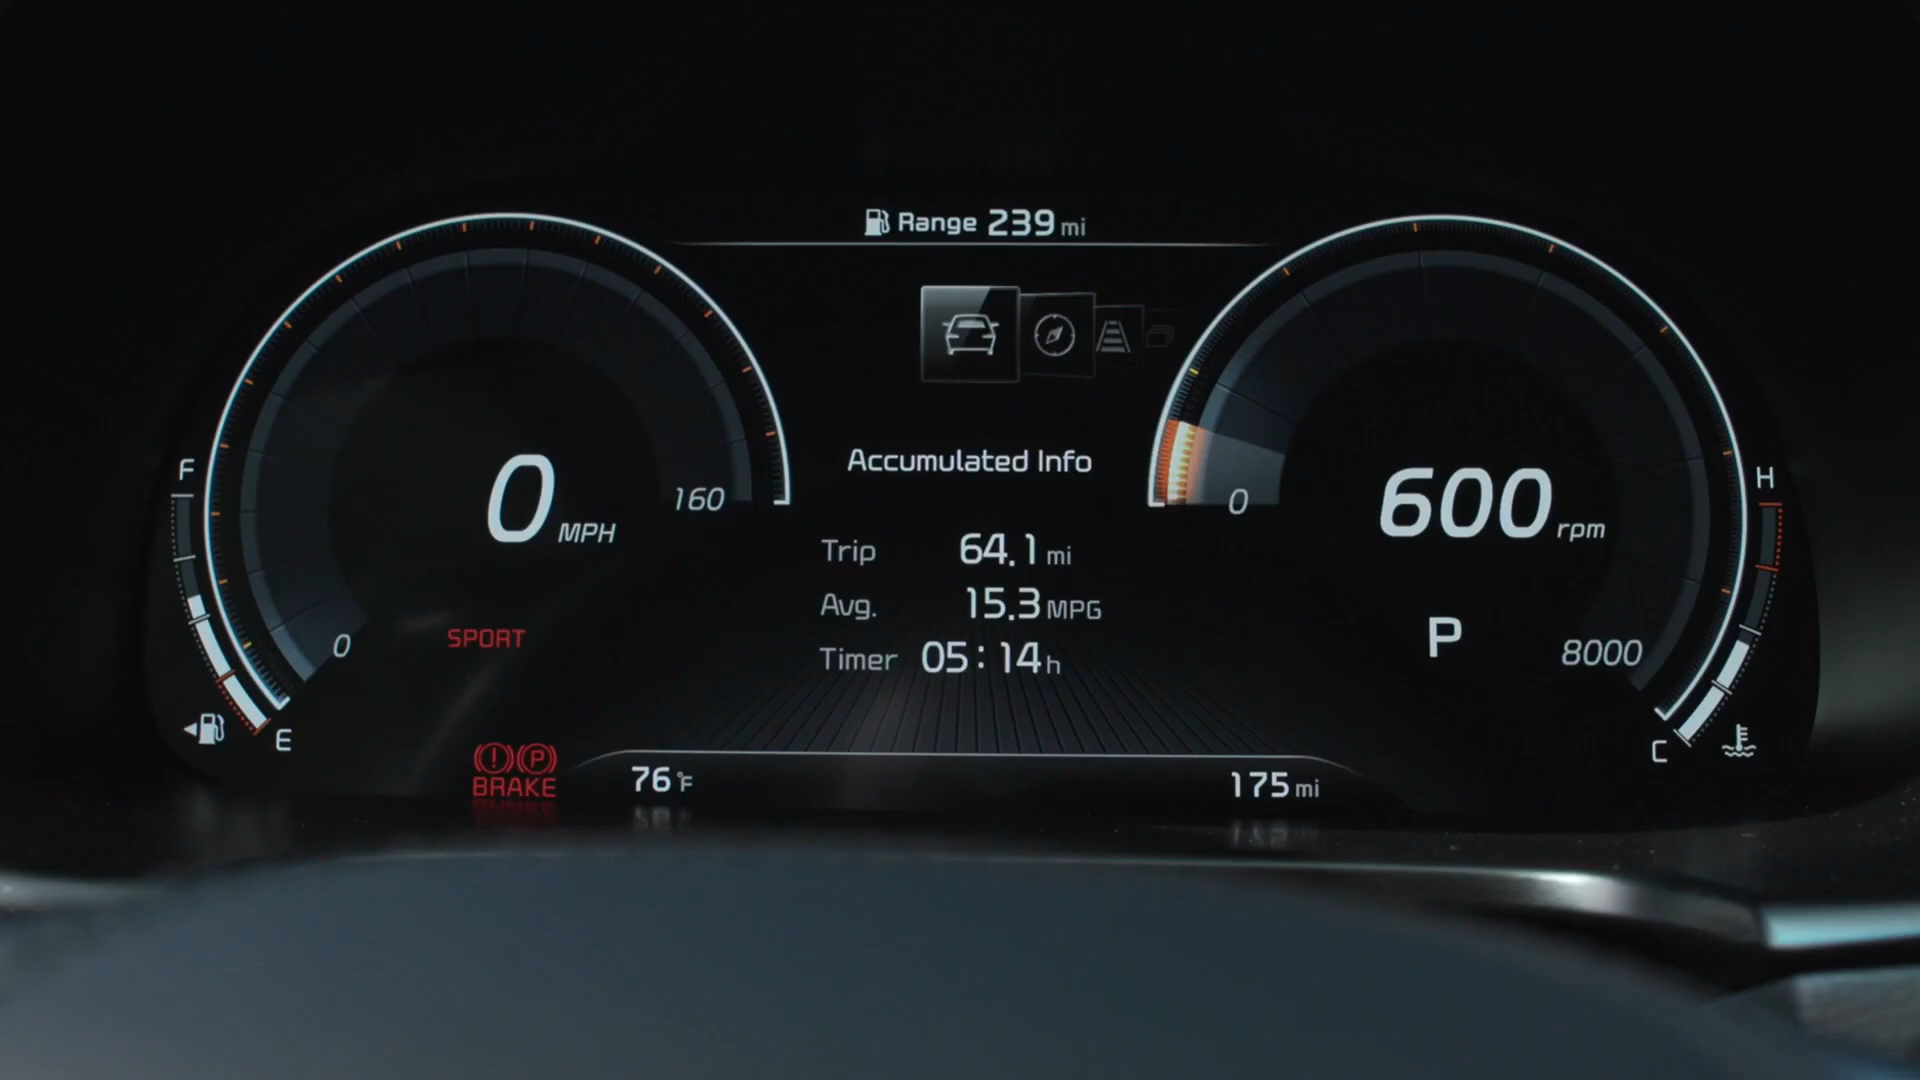 Range 239 mi
Accumulated Info
Trip 64.1 mi
Avg. 15.3 MPG
Timer 05:14 h
F
E
0 MPH
160
0
SPORT
(!) (P)
BRAKE
76 °F
175 mi
0
600 rpm
P
8000
H
C